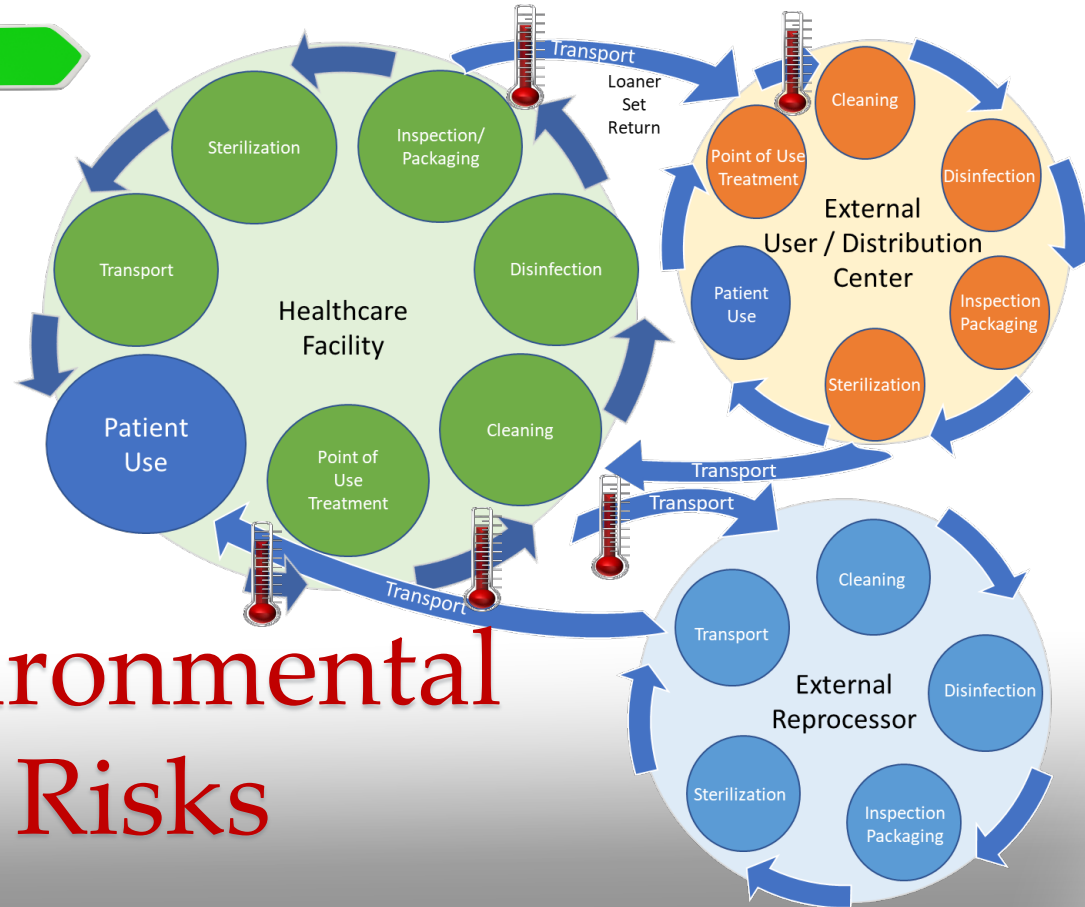 Transport
Loaner
Set
Return
Sterilization
Inspection/
Packaging
Transport
Disinfection
Healthcare
Facility
Patient
Use
Point of
Use
Treatment
Cleaning
Cleaning
Point of Use
Treatment
Disinfection
External
User / Distribution
Center
Patient
Use
Inspection
Packaging
Sterilization
Transport
Transport
Transport
Cleaning
Transport
Disinfection
External
Reprocessor
Sterilization
Inspection
Packaging
ironmental
Risks